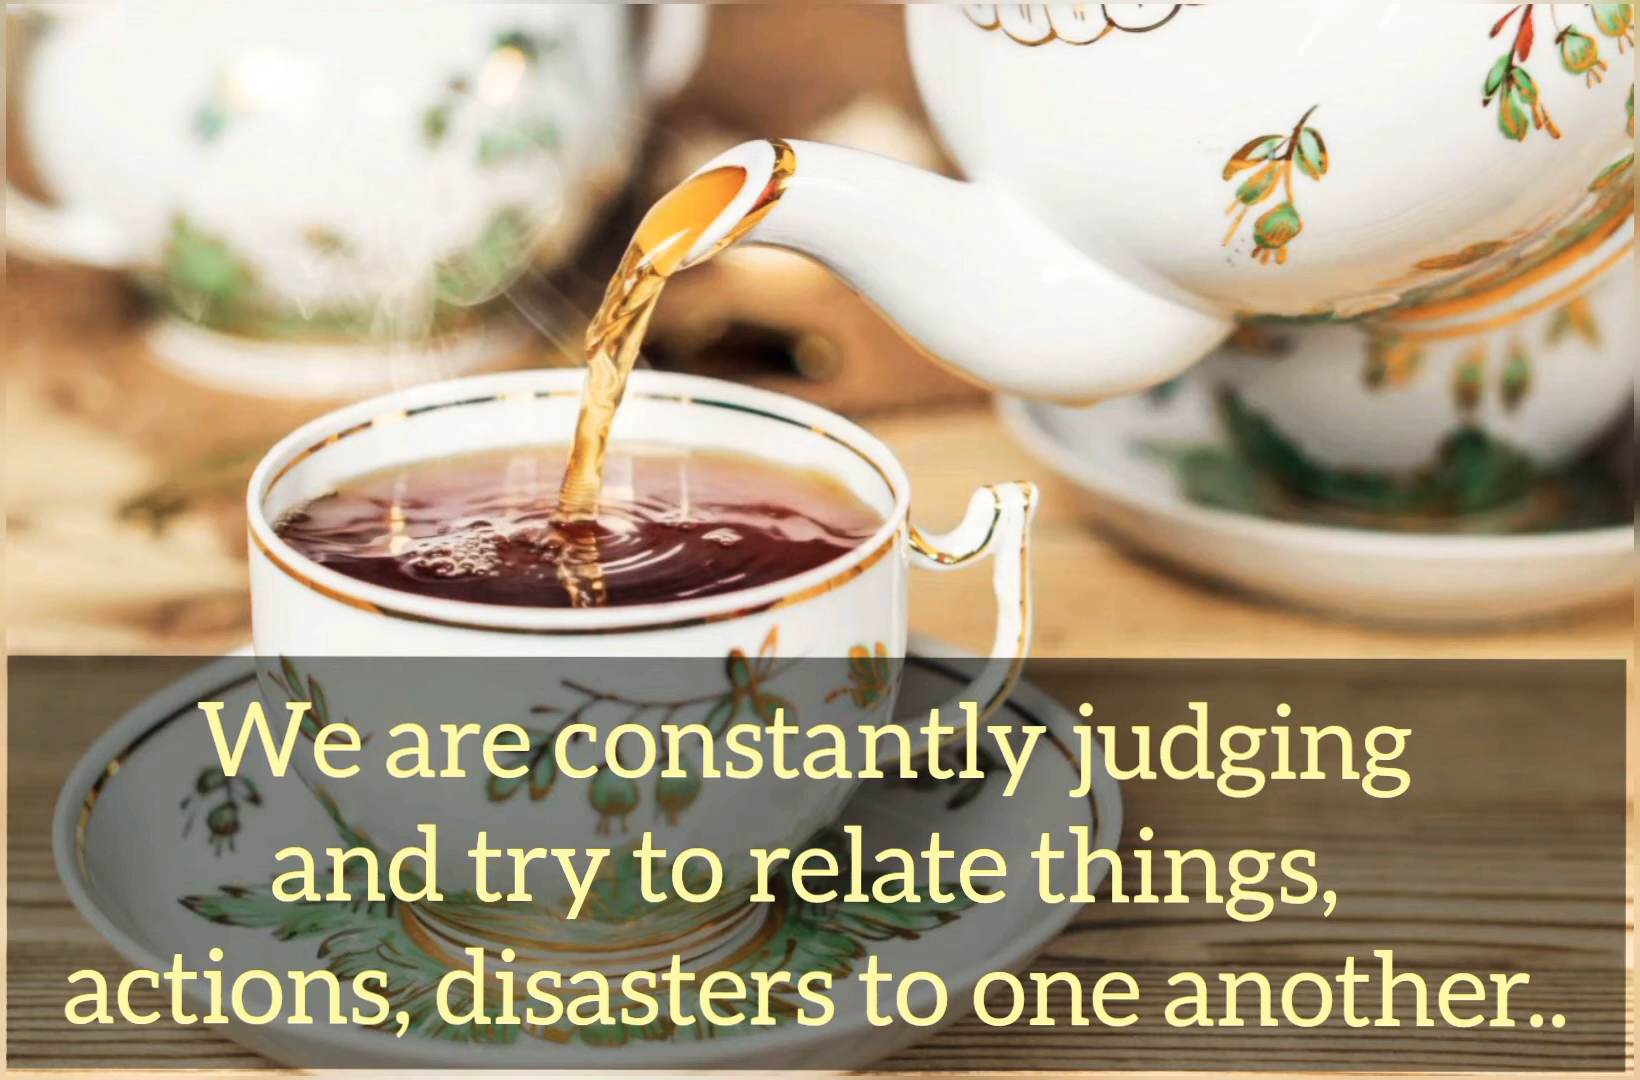 We are constantly judging
and try to relate things,
actions, disasters to one another..